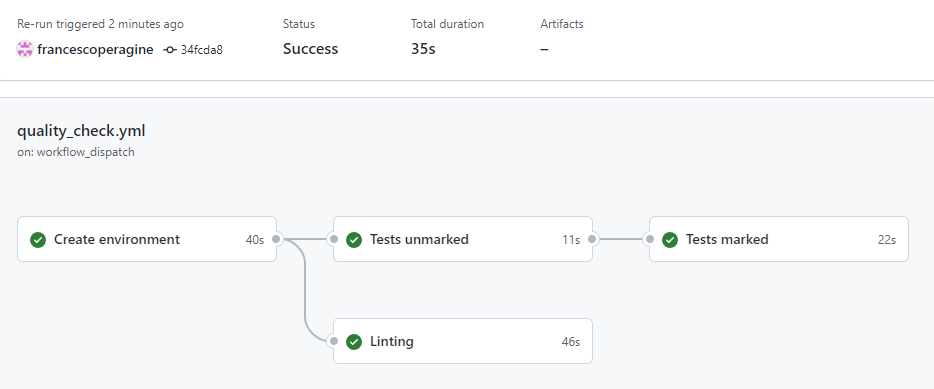 Re-run triggered 2 minutes ago
francescoperagine 34fcda8
Status
Success
Total duration
35s
Artifacts
–
quality_check.yml
on: workflow_dispatch
Create environment 40s
Tests unmarked 11s
Tests marked 22s
Linting 46s